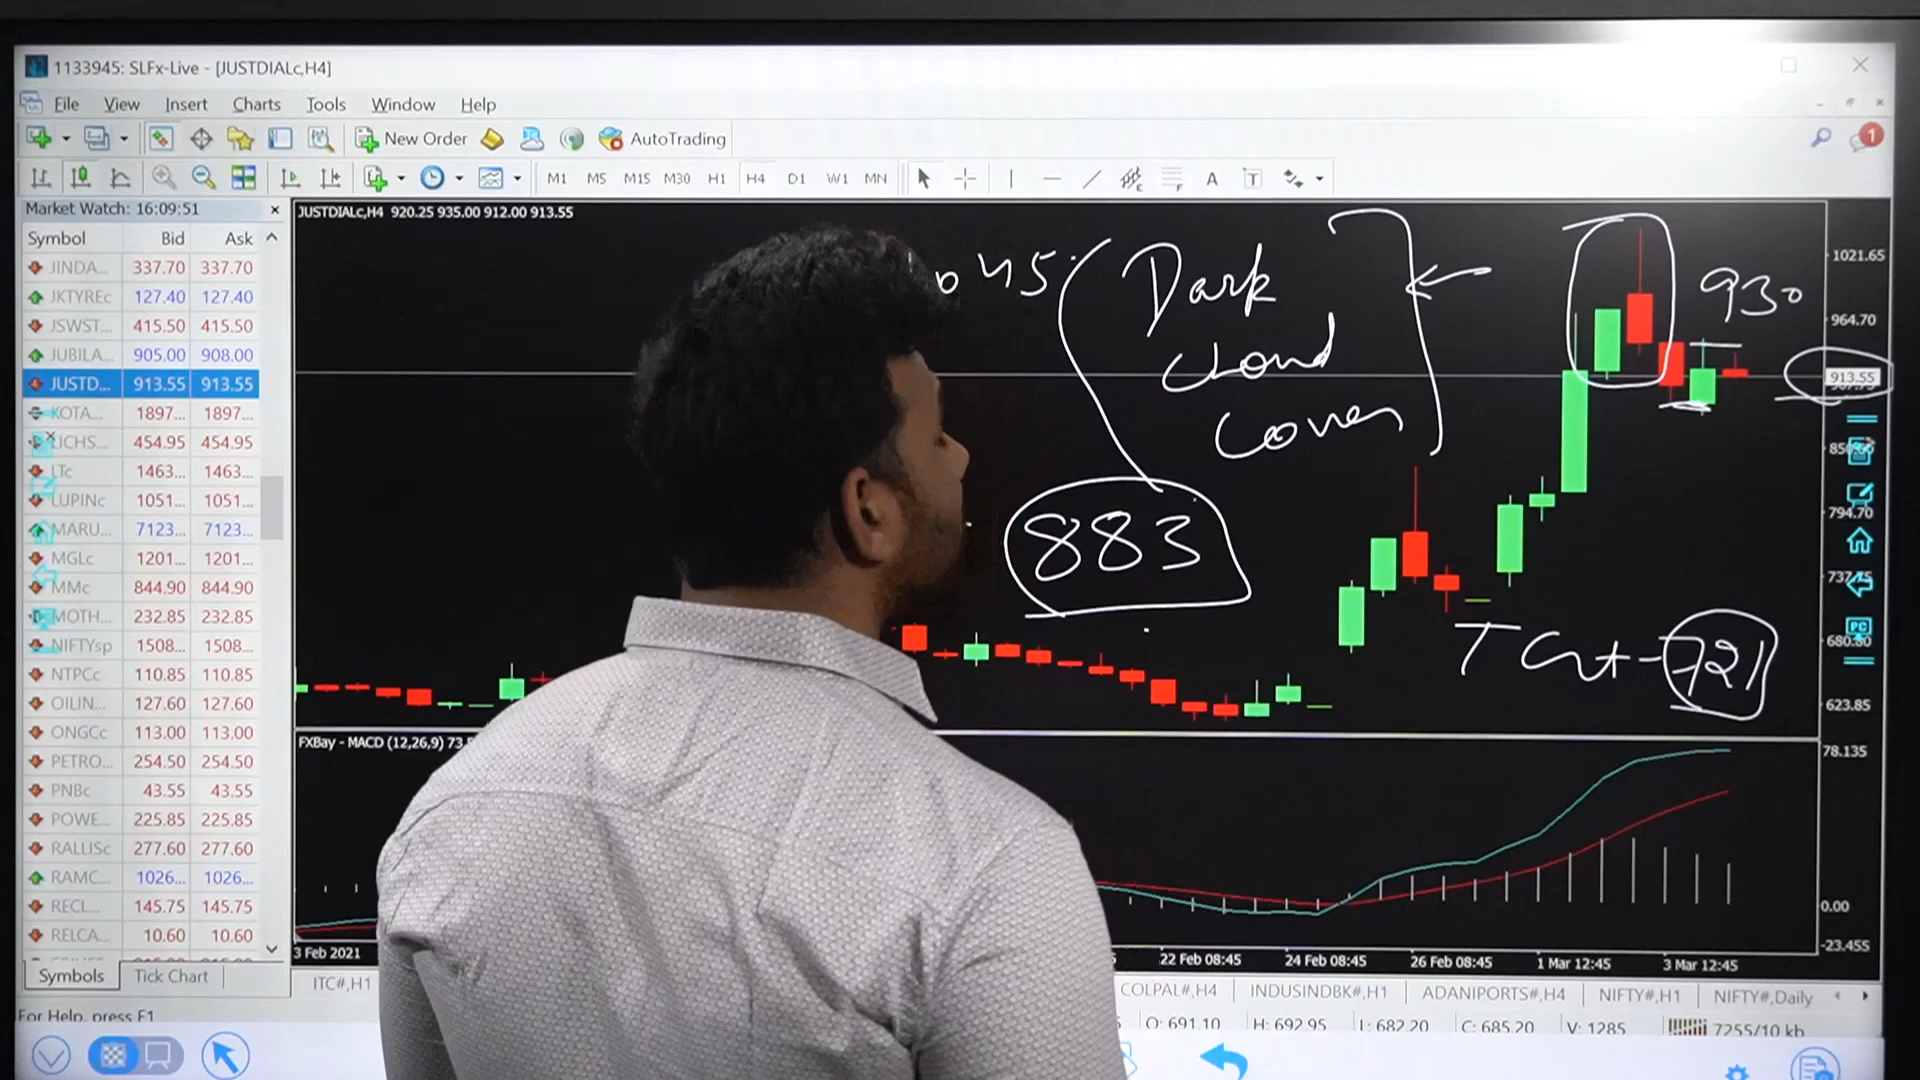 1133945: SLFx-Live - [JUSTDIALc,H4]
File View Insert Charts Tools Window Help
New Order AutoTrading
M1 M5 M15 M30 H1 H4 D1 W1 MN
Market Watch: 16:09:51
Symbol Bid Ask
JINDA... 337.70 337.70
JKTYREc 127.40 127.40
JSWST... 415.50 415.50
JUBILA... 905.00 908.00
JUSTD... 913.55 913.55
KOTA... 1897... 1897...
LICHS... 454.95 454.95
LTc 1463... 1463...
LUPINc 1051... 1051...
MARU... 7123... 7123...
MGLc 1201... 1201...
MMc 844.90 844.90
MOTH... 232.85 232.85
NIFTYsp 1508... 1508...
NTPCc 110.85 110.85
OILIN... 127.60 127.60
ONGCc 113.00 113.00
PETRO... 254.50 254.50
PNBc 43.55 43.55
POWE... 225.85 225.85
RALLISc 277.60 277.60
RAMC... 1026... 1026...
RECL... 145.75 145.75
RELCA... 10.60 10.60
Symbols Tick Chart
For Help, press F1
JUSTDIALc,H4 920.25 935.00 912.00 913.55
45
Dark
cloud
cover
930
883
721
1021.65
964.70
913.55
794.70
737.75
680.80
623.85
PC
FXBay - MACD (12,26,9) 73
78.135
0.00
-23.455
3 Feb 2021 22 Feb 08:45 24 Feb 08:45 26 Feb 08:45 1 Mar 12:45 3 Mar 12:45
ITC#,H1 COLPAL#,H4 INDUSINDBK#,H1 ADANIPORTS#,H4 NIFTY#,H1 NIFTY#,Daily
O: 691.10 H: 692.95 L: 682.20 C: 685.20 V: 1285 7255/10 kb